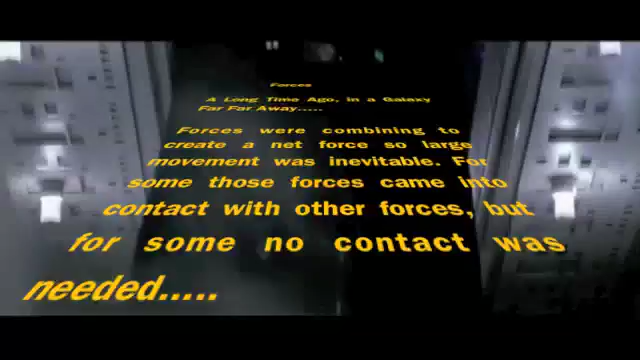 Forces
A Long Time Ago, in a Galaxy
Far Far Away.....
Forces were combining to
create a net force so large
movement was inevitable. For
some those forces came into
contact with other forces, but
for some no contact was
needed.....